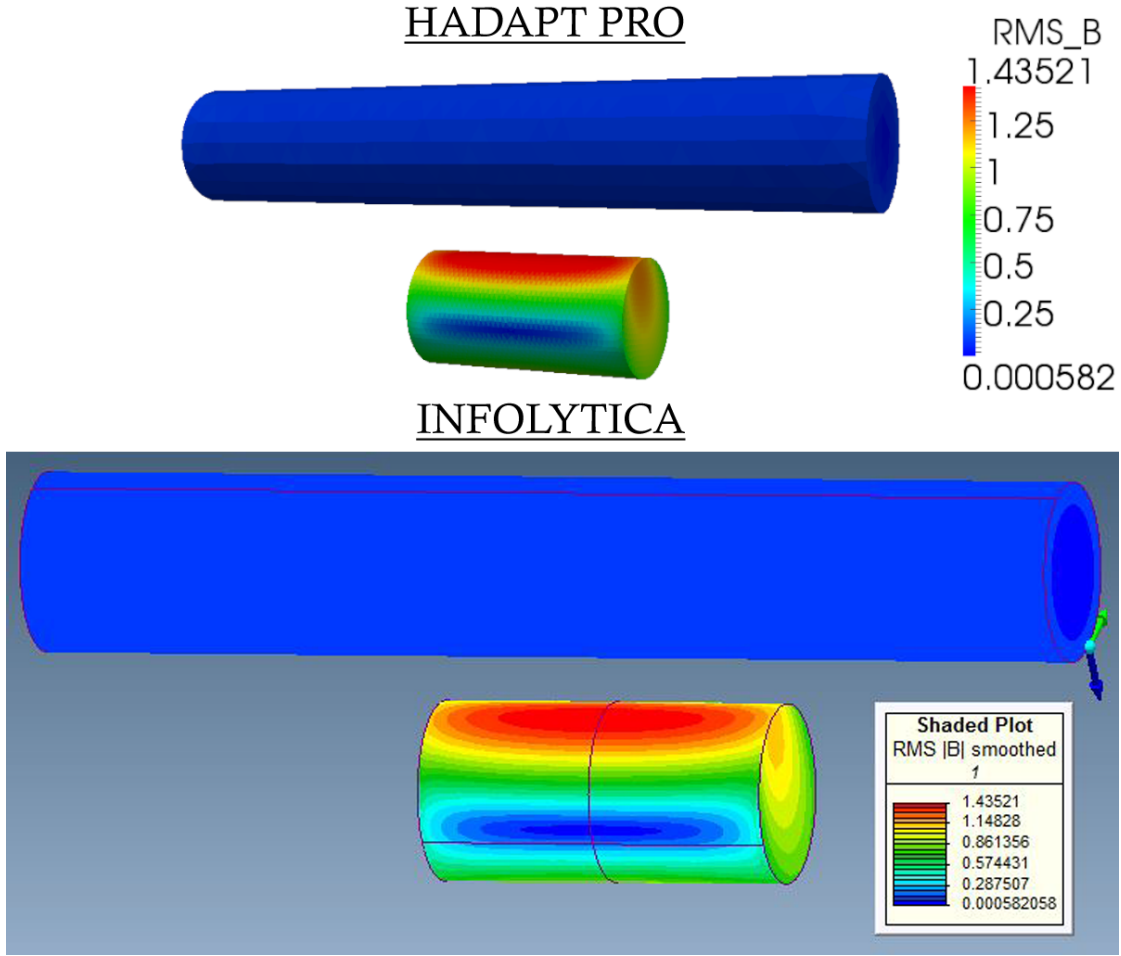 HADAPT PRO
RMS_B
1.43521
1.25
1
0.75
0.5
0.25
0.000582
INFOLYTICA
Shaded Plot
RMS |B| smoothed
1
1.43521
1.14828
0.861356
0.574431
0.287507
0.000582058